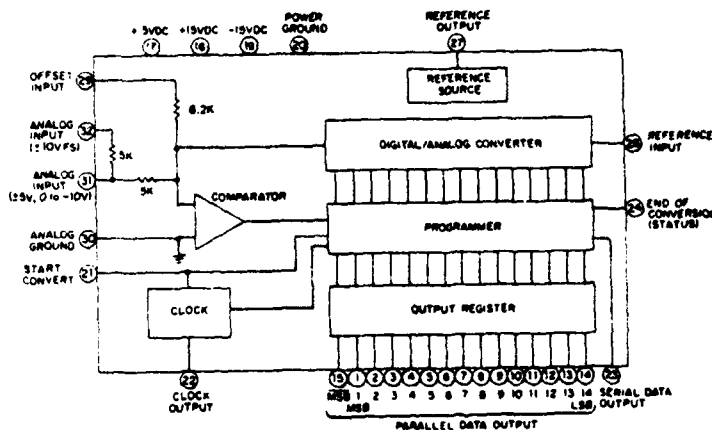 POWER GROUND
REFERENCE OUTPUT
+5VDC +15VDC -15VDC
17 16 18 20 27
OFFSET INPUT 29
REFERENCE SOURCE
8.2K
ANALOG INPUT (±10V FS) 32
5K
DIGITAL/ANALOG CONVERTER
REFERENCE INPUT
ANALOG INPUT (±5V, 0 to -10V) 31
5K
COMPARATOR
PROGRAMMER
24 END OF CONVERSION (STATUS)
ANALOG GROUND 30
START CONVERT 21
CLOCK
OUTPUT REGISTER
22
CLOCK OUTPUT
15 1 2 3 4 5 6 7 8 9 10 11 12 13 14 23
MSB 1 2 3 4 5 6 7 8 9 10 11 12 13 14 SERIAL DATA OUTPUT
MSB LSB
PARALLEL DATA OUTPUT